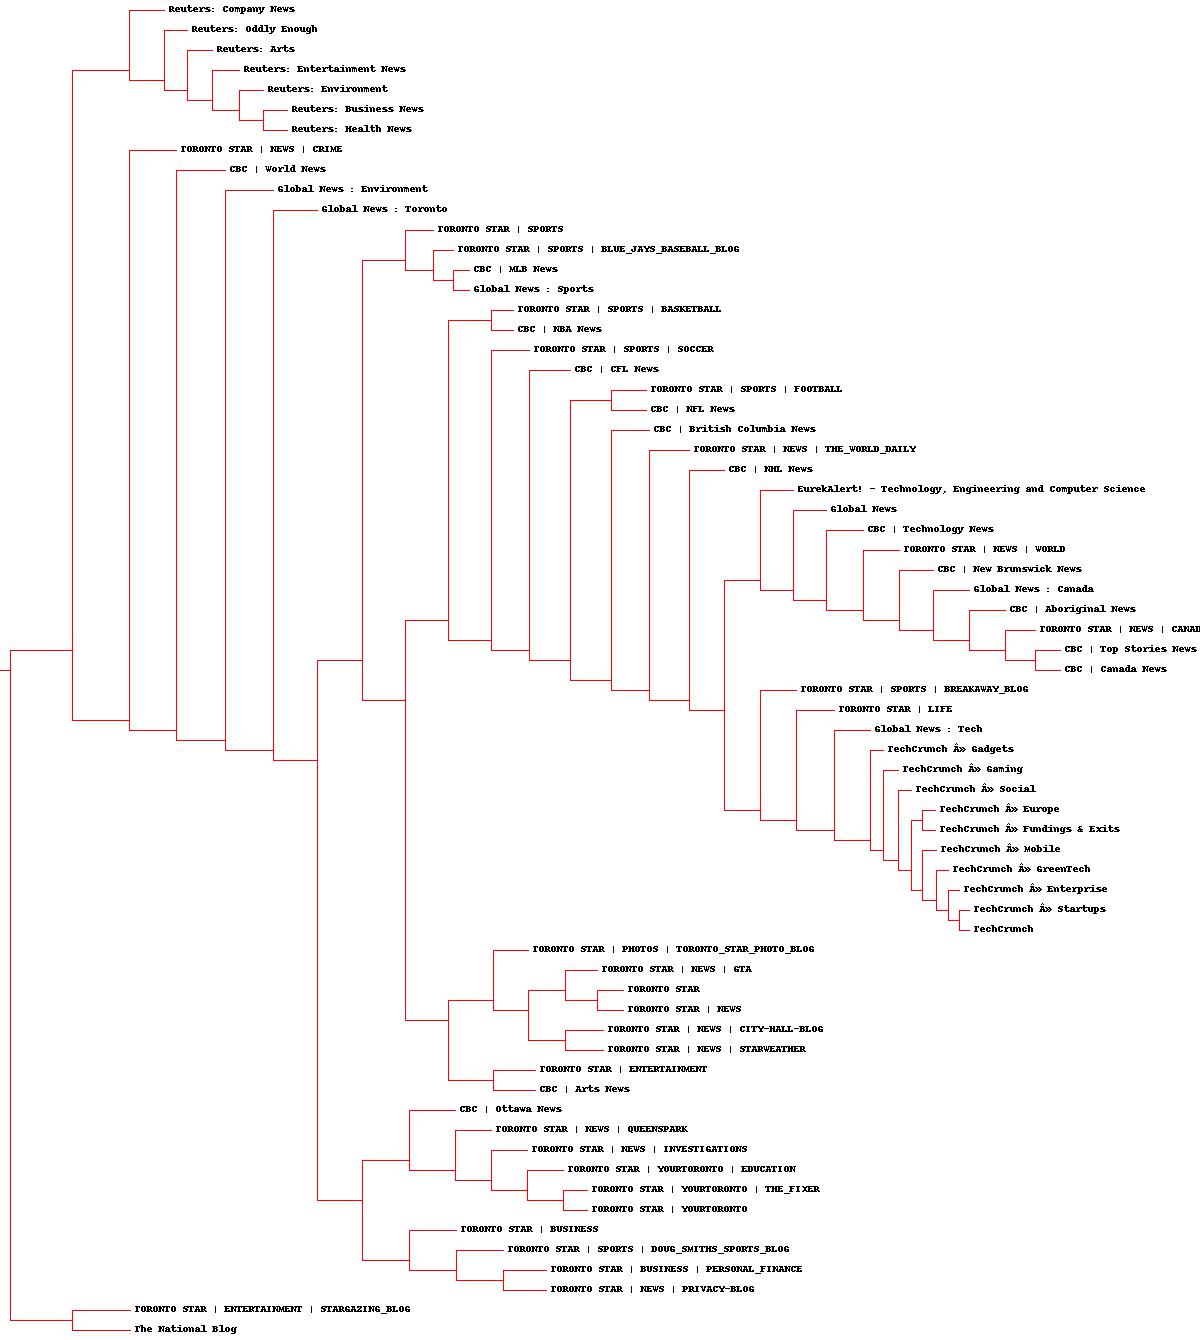 Reuters: Company News
Reuters: Oddly Enough
Reuters: Arts
Reuters: Entertainment News
Reuters: Environment
Reuters: Business News
Reuters: Health News
TORONTO STAR | NEWS | CRIME
CBC | World News
Global News : Environment
Global News : Toronto
TORONTO STAR | SPORTS
TORONTO STAR | SPORTS | BLUE_JAYS_BASEBALL_BLOG
CBC | MLB News
Global News : Sports
TORONTO STAR | SPORTS | BASKETBALL
CBC | NBA News
TORONTO STAR | SPORTS | SOCCER
CBC | CFL News
TORONTO STAR | SPORTS | FOOTBALL
CBC | NFL News
CBC | British Columbia News
TORONTO STAR | NEWS | THE_WORLD_DAILY
CBC | NHL News
EurekAlert! - Technology, Engineering and Computer Science
Global News
CBC | Technology News
TORONTO STAR | NEWS | WORLD
CBC | New Brunswick News
Global News : Canada
CBC | Aboriginal News
TORONTO STAR | NEWS | CANAD
CBC | Top Stories News
CBC | Canada News
TORONTO STAR | SPORTS | BREAKAWAY_BLOG
TORONTO STAR | LIFE
Global News : Tech
TechCrunch Â» Gadgets
TechCrunch Â» Gaming
TechCrunch Â» Social
TechCrunch Â» Europe
TechCrunch Â» Fundings & Exits
TechCrunch Â» Mobile
TechCrunch Â» GreenTech
TechCrunch Â» Enterprise
TechCrunch Â» Startups
TechCrunch
TORONTO STAR | PHOTOS | TORONTO_STAR_PHOTO_BLOG
TORONTO STAR | NEWS | GTA
TORONTO STAR
TORONTO STAR | NEWS
TORONTO STAR | NEWS | CITY-HALL-BLOG
TORONTO STAR | NEWS | STARWEATHER
TORONTO STAR | ENTERTAINMENT
CBC | Arts News
CBC | Ottawa News
TORONTO STAR | NEWS | QUEENSPARK
TORONTO STAR | NEWS | INVESTIGATIONS
TORONTO STAR | YOURTORONTO | EDUCATION
TORONTO STAR | YOURTORONTO | THE_FIXER
TORONTO STAR | YOURTORONTO
TORONTO STAR | BUSINESS
TORONTO STAR | SPORTS | DOUG_SMITHS_SPORTS_BLOG
TORONTO STAR | BUSINESS | PERSONAL_FINANCE
TORONTO STAR | NEWS | PRIVACY-BLOG
TORONTO STAR | ENTERTAINMENT | STARGAZING_BLOG
The National Blog